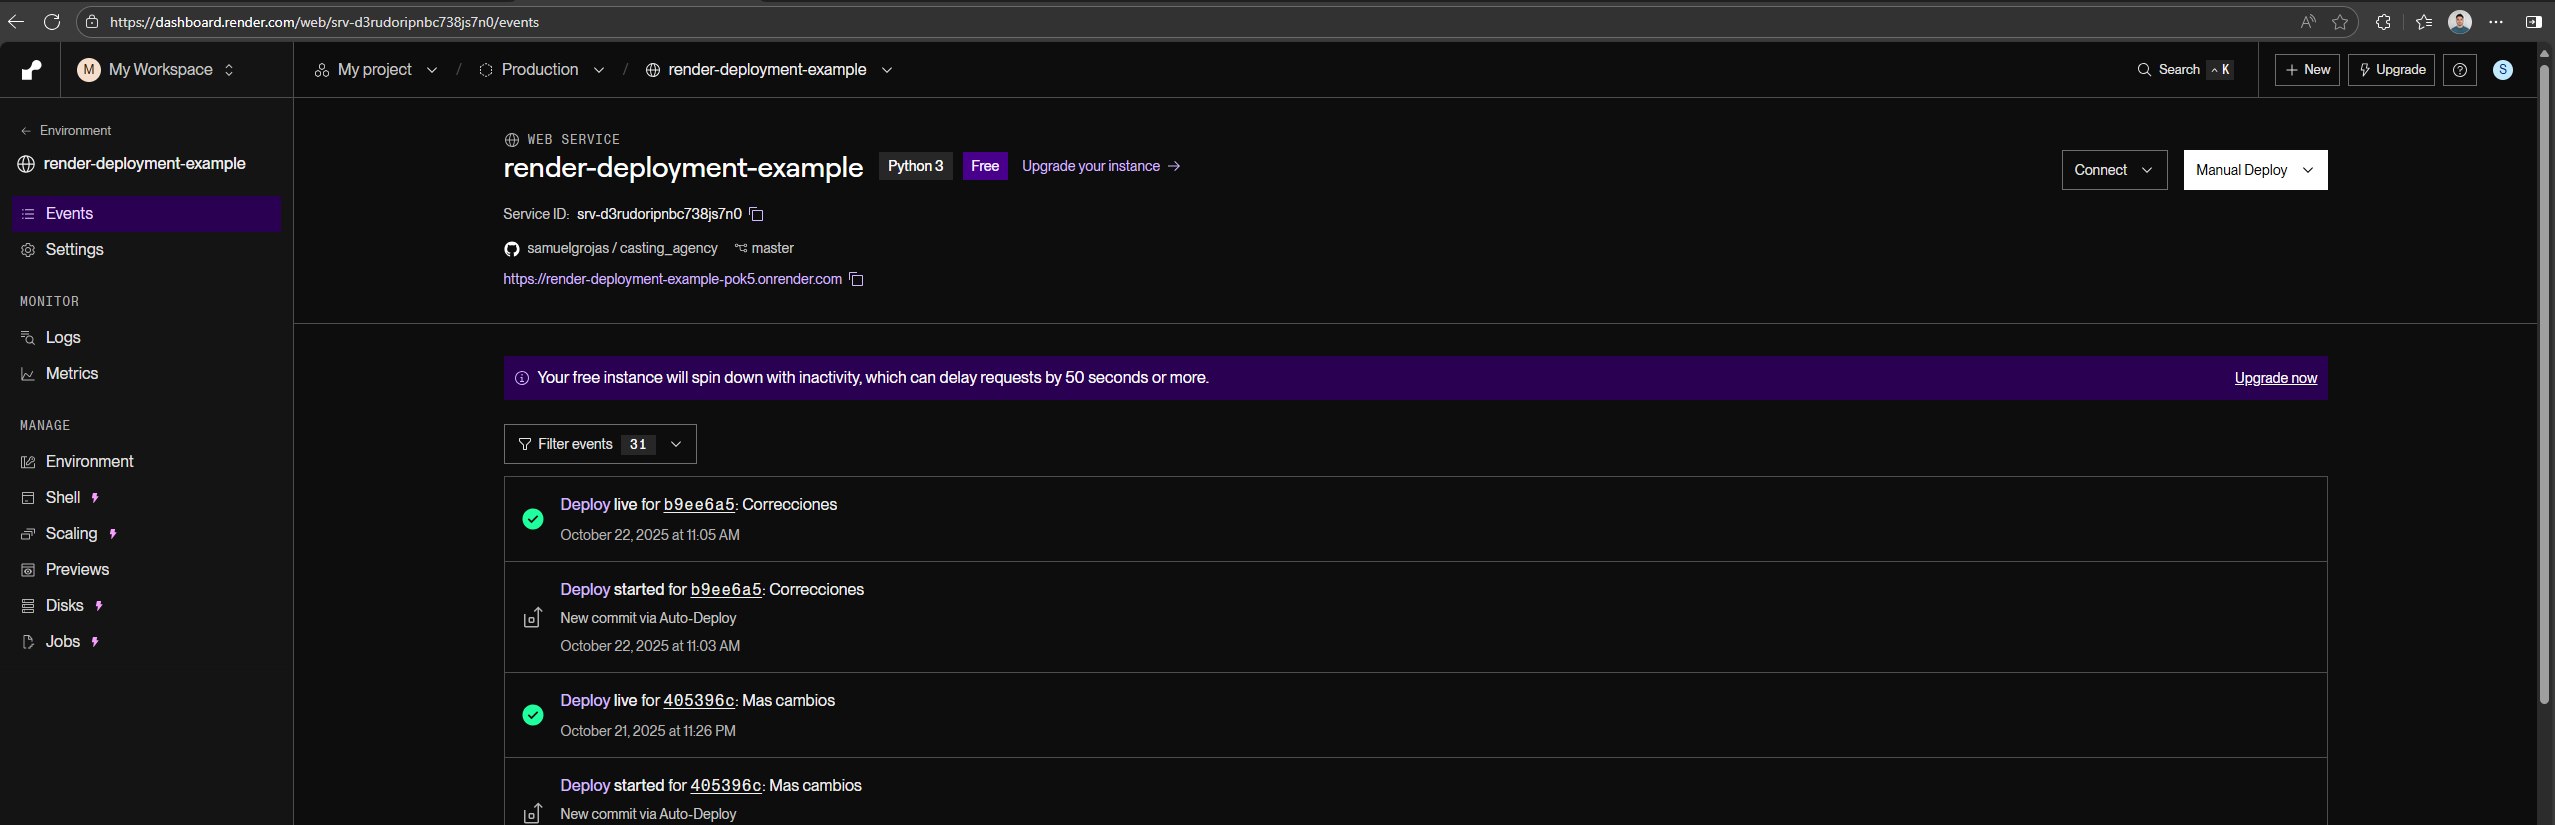 https://dashboard.render.com/web/srv-d3rudoripnbc738js7n0/events
M My Workspace
My project / Production / render-deployment-example
Search ^ K
+ New
Upgrade
S
← Environment
render-deployment-example
Events
Settings
MONITOR
Logs
Metrics
MANAGE
Environment
Shell
Scaling
Previews
Disks
Jobs
WEB SERVICE
render-deployment-example Python 3 Free Upgrade your instance →
Connect
Manual Deploy
Service ID: srv-d3rudoripnbc738js7n0
samuelgrojas / casting_agency master
https://render-deployment-example-pok5.onrender.com
Your free instance will spin down with inactivity, which can delay requests by 50 seconds or more.
Upgrade now
Filter events 31
Deploy live for b9ee6a5: Correcciones
October 22, 2025 at 11:05 AM
Deploy started for b9ee6a5: Correcciones
New commit via Auto-Deploy
October 22, 2025 at 11:03 AM
Deploy live for 405396c: Mas cambios
October 21, 2025 at 11:26 PM
Deploy started for 405396c: Mas cambios
New commit via Auto-Deploy